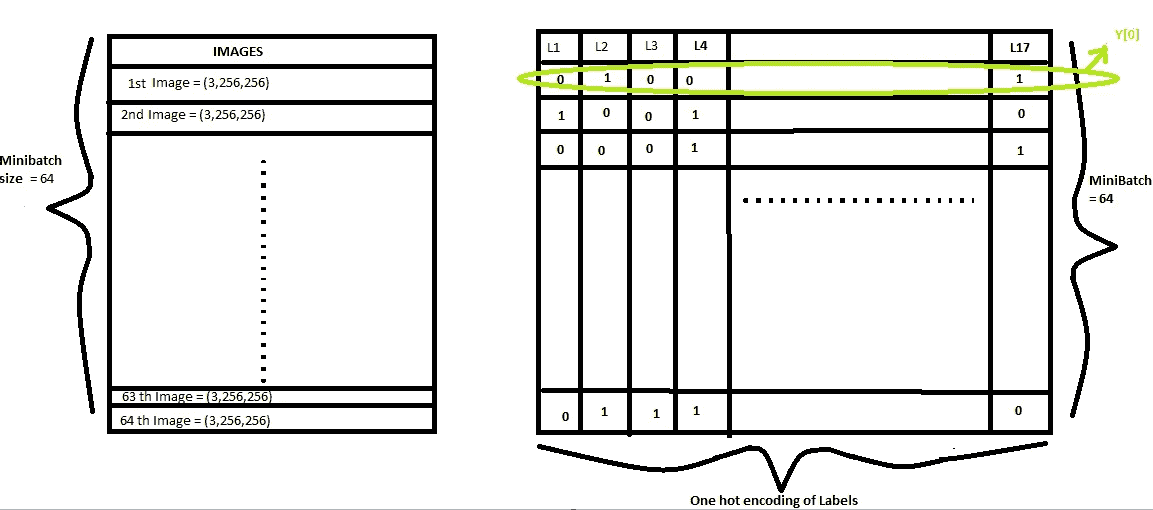 IMAGES
1st Image = (3,256,256)
2nd Image = (3,256,256)
63 th Image = (3,256,256)
64 th Image = (3,256,256)
Minibatch
size = 64
L1 L2 L3 L4 L17
0 1 0 0 1
1 0 0 1 0
0 0 0 1 1
0 1 1 1 0
Y[0]
MiniBatch
= 64
One hot encoding of Labels